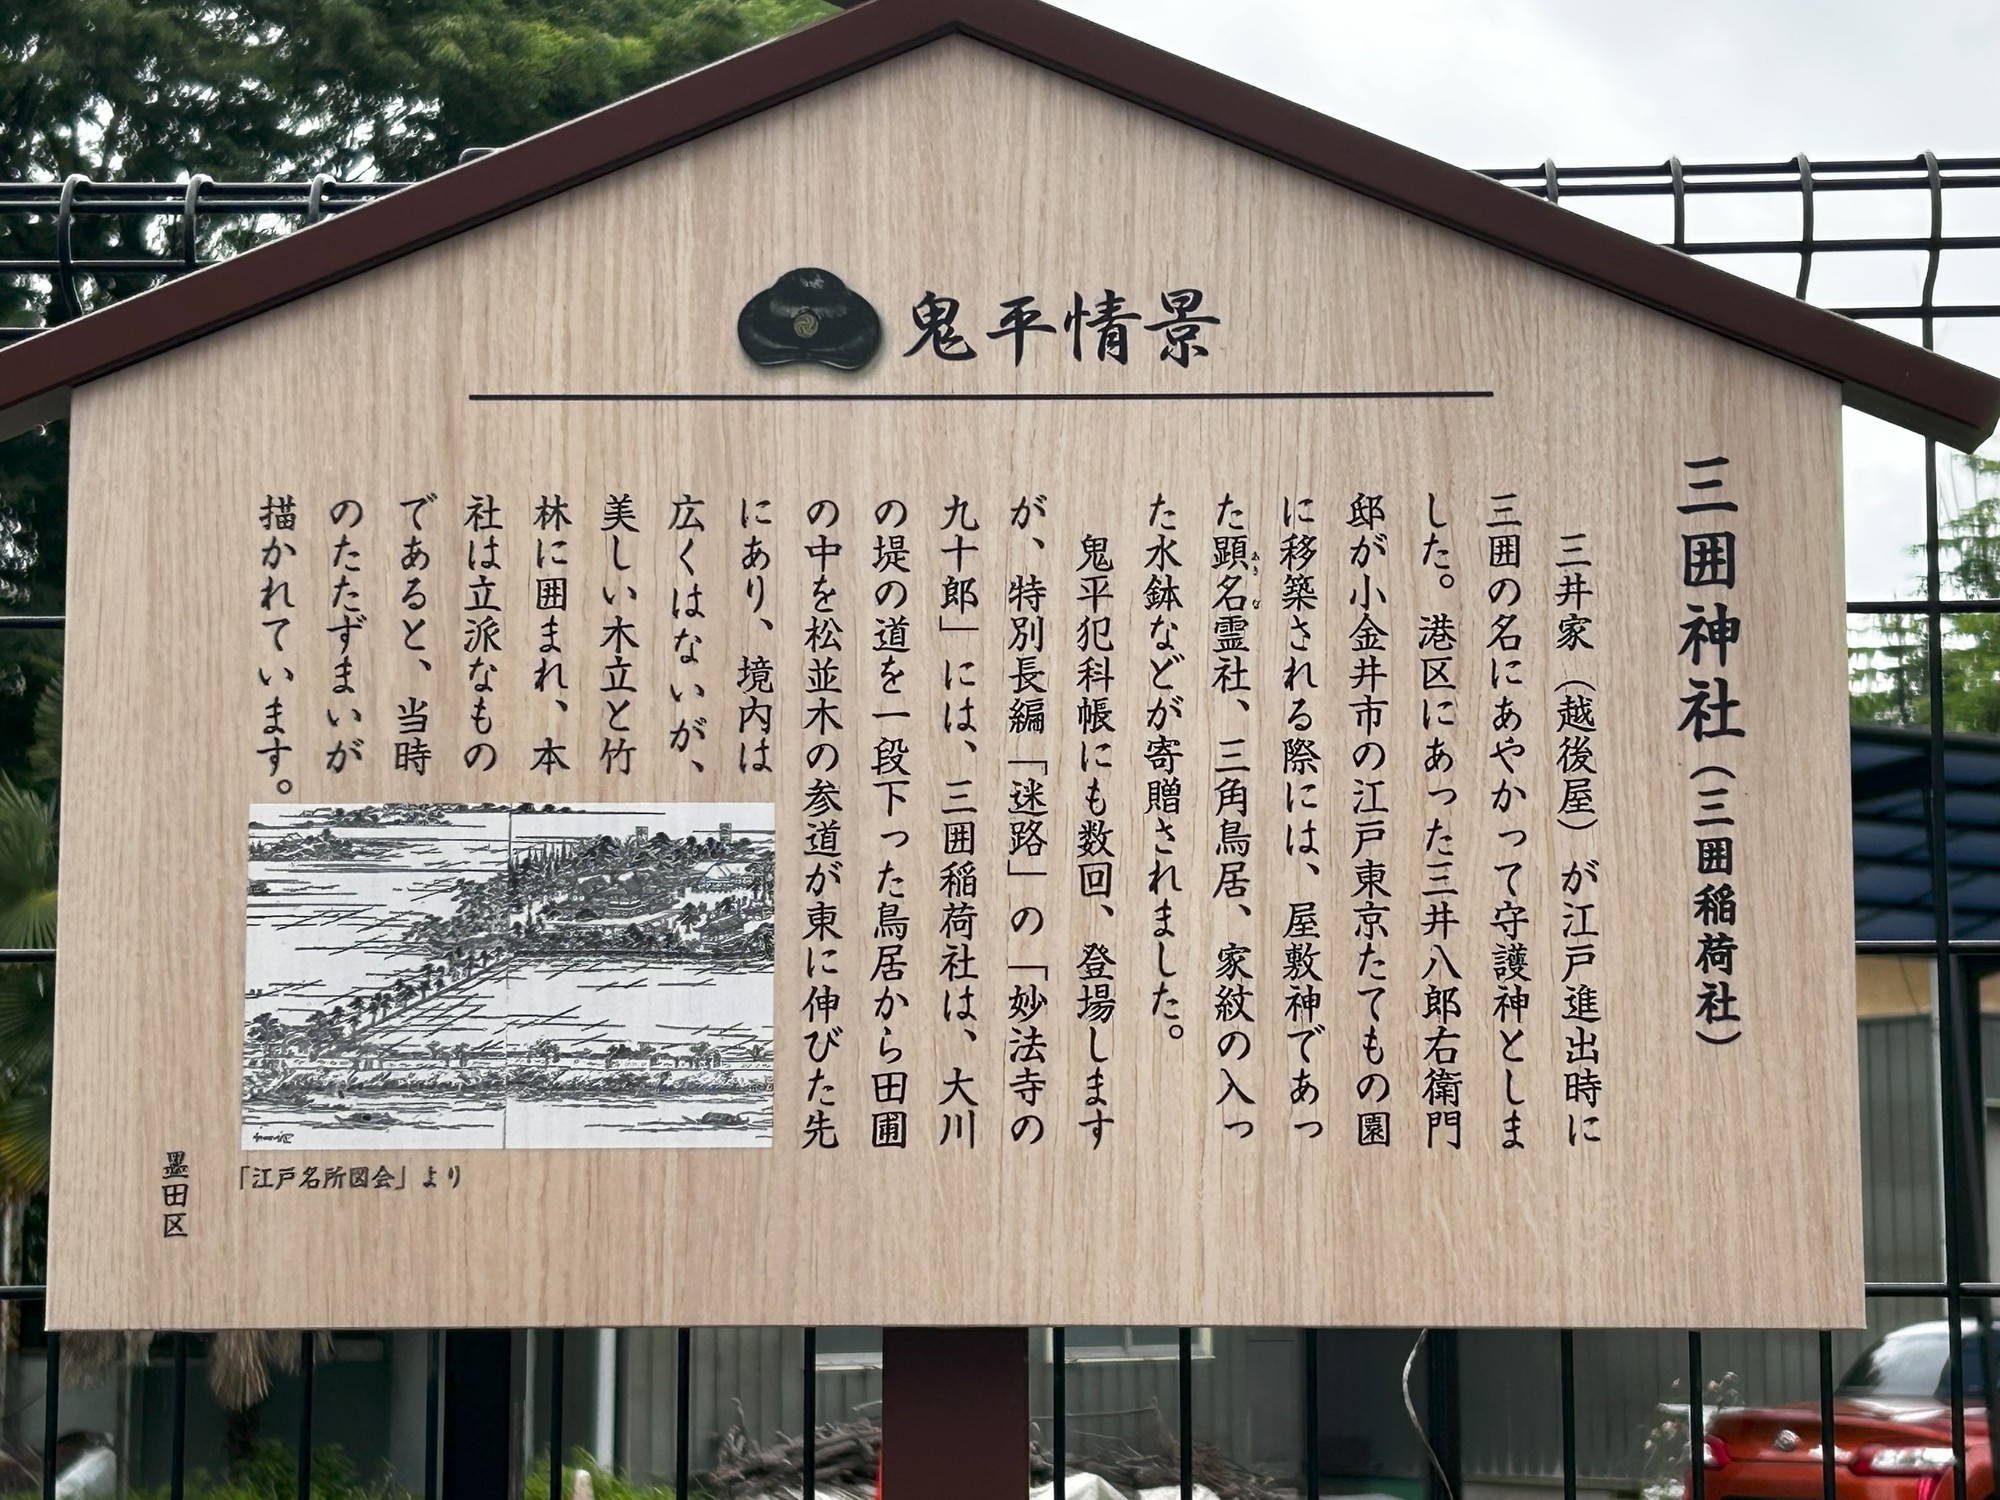 鬼平情景
三囲神社（三囲稲荷社）
三井家（越後屋）が江戸進出時に
三囲の名にあやかって守護神としま
した。港区にあった三井八郎右衛門
邸が小金井市の江戸東京たてもの園
に移築される際には、屋敷神であっ
た顕名霊社、三角鳥居、家紋の入っ
あきな
た水鉢などが寄贈されました。
鬼平犯科帳にも数回、登場します
が、特別長編「迷路」の「妙法寺の
九十郎」には、三囲稲荷社は、大川
の堤の道を一段下った鳥居から田圃
の中を松並木の参道が東に伸びた先
にあり、境内は
広くはないが、
美しい木立と竹
林に囲まれ、本
社は立派なもの
であると、当時
のたたずまいが
描かれています。
「江戸名所図会」より
墨田区